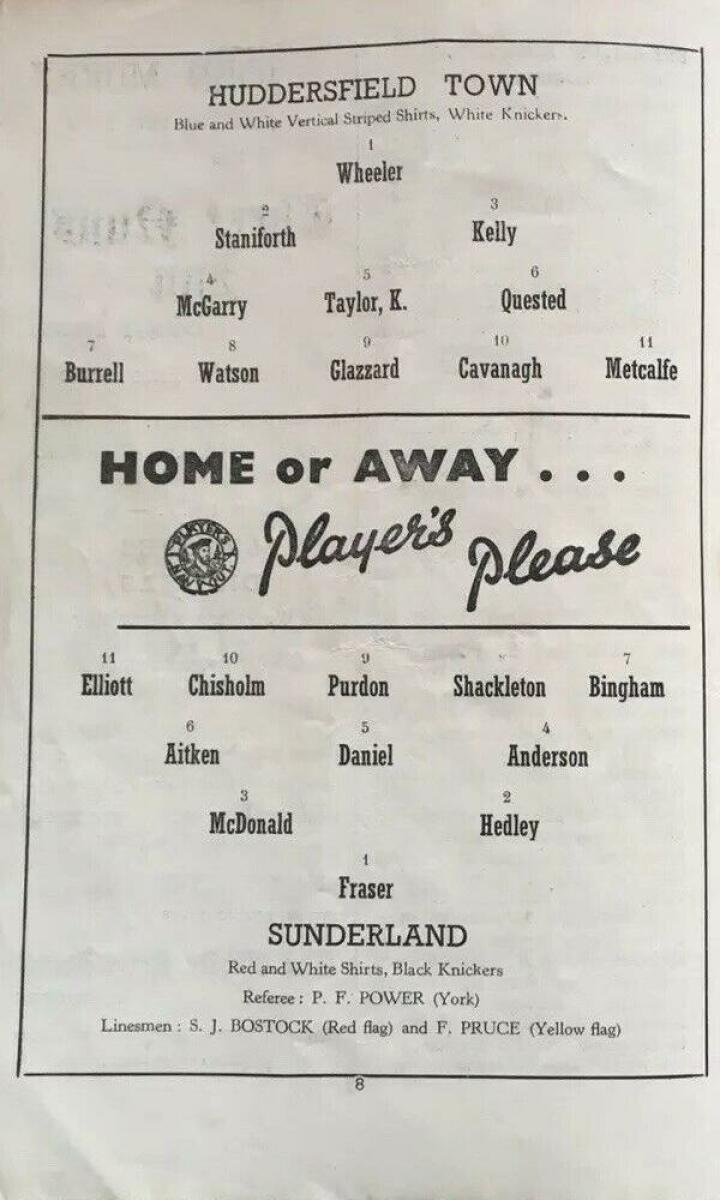 HUDDERSFIELD TOWN
Blue and White Vertical Striped Shirts, White Knickers.
1
Wheeler
2 3
Staniforth Kelly
4 5 6
McGarry Taylor, K. Quested
7 8 9 10 11
Burrell Watson Glazzard Cavanagh Metcalfe
HOME or AWAY . . .
PLAYER'S
NAVY CUT
Player's Please
11 10 9 7
Elliott Chisholm Purdon Shackleton Bingham
6 5 4
Aitken Daniel Anderson
3 2
McDonald Hedley
1
Fraser
SUNDERLAND
Red and White Shirts, Black Knickers
Referee : P. F. POWER (York)
Linesmen : S. J. BOSTOCK (Red flag) and F. PRUCE (Yellow flag)
8